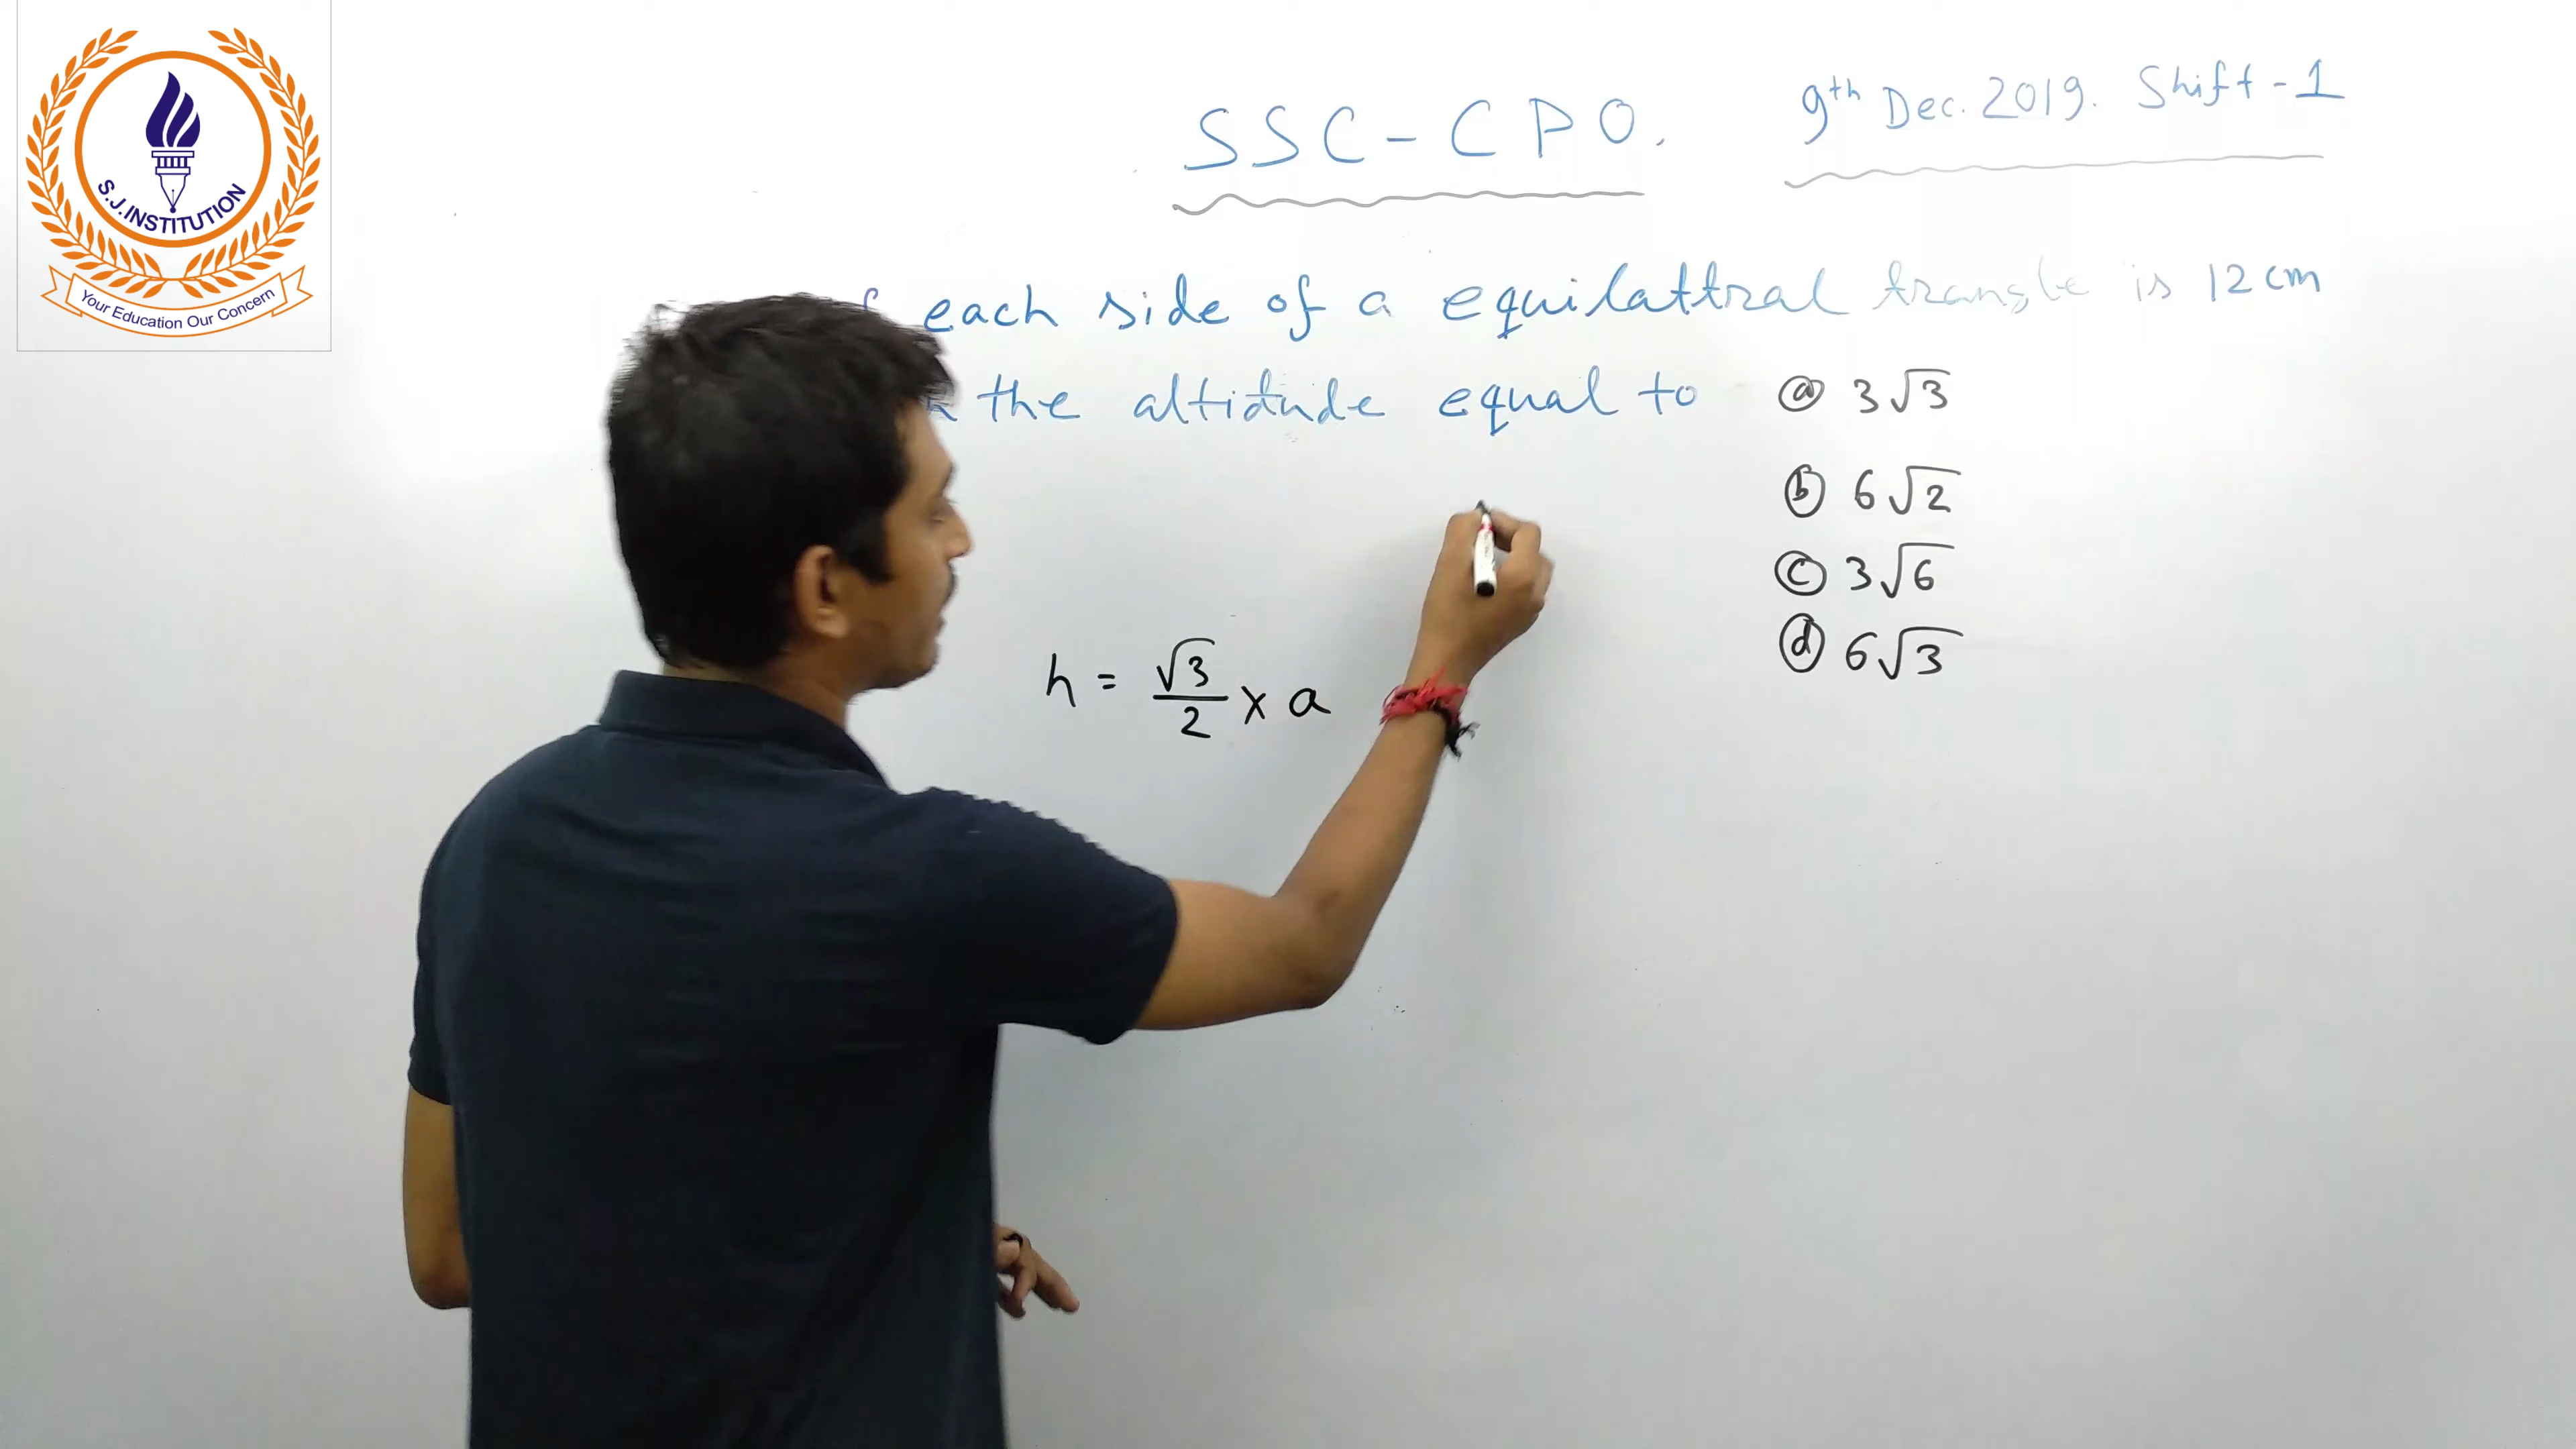 S.J.INSTITUTION
Your Education Our Concern
SSC-CPO.
9th Dec. 2019. Shift-1
each side of a equilattral is 12 cm
the altidude equal to
ⓐ 3√3
ⓑ 6√2
ⓒ 3√6
ⓓ 6√3
h = √3/2 x a